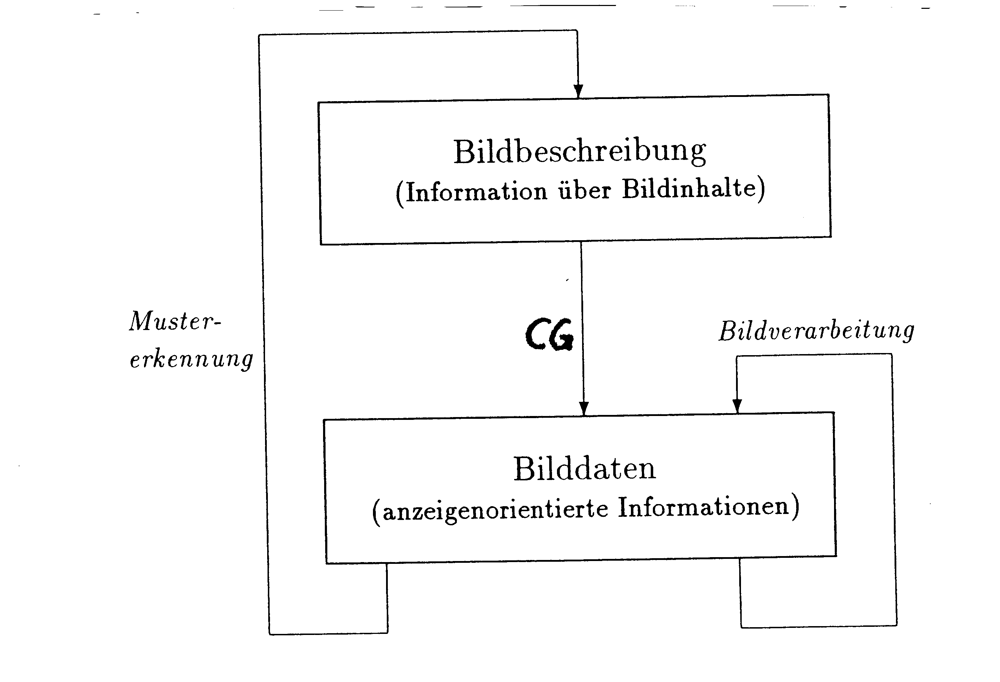 Bildbeschreibung
(Information über Bildinhalte)
Muster-
erkennung
CG
Bildverarbeitung
Bilddaten
(anzeigenorientierte Informationen)